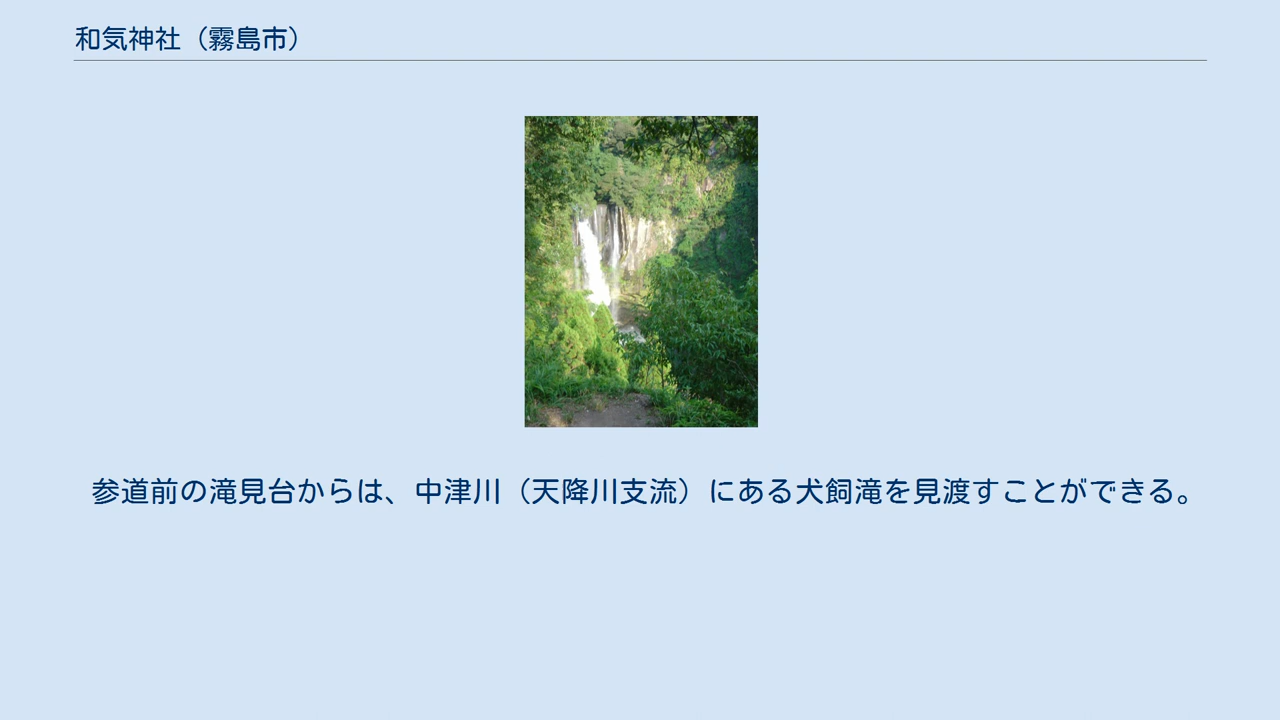 和気神社（霧島市）
参道前の滝見台からは、中津川（天降川支流）にある犬飼滝を見渡すことができる。